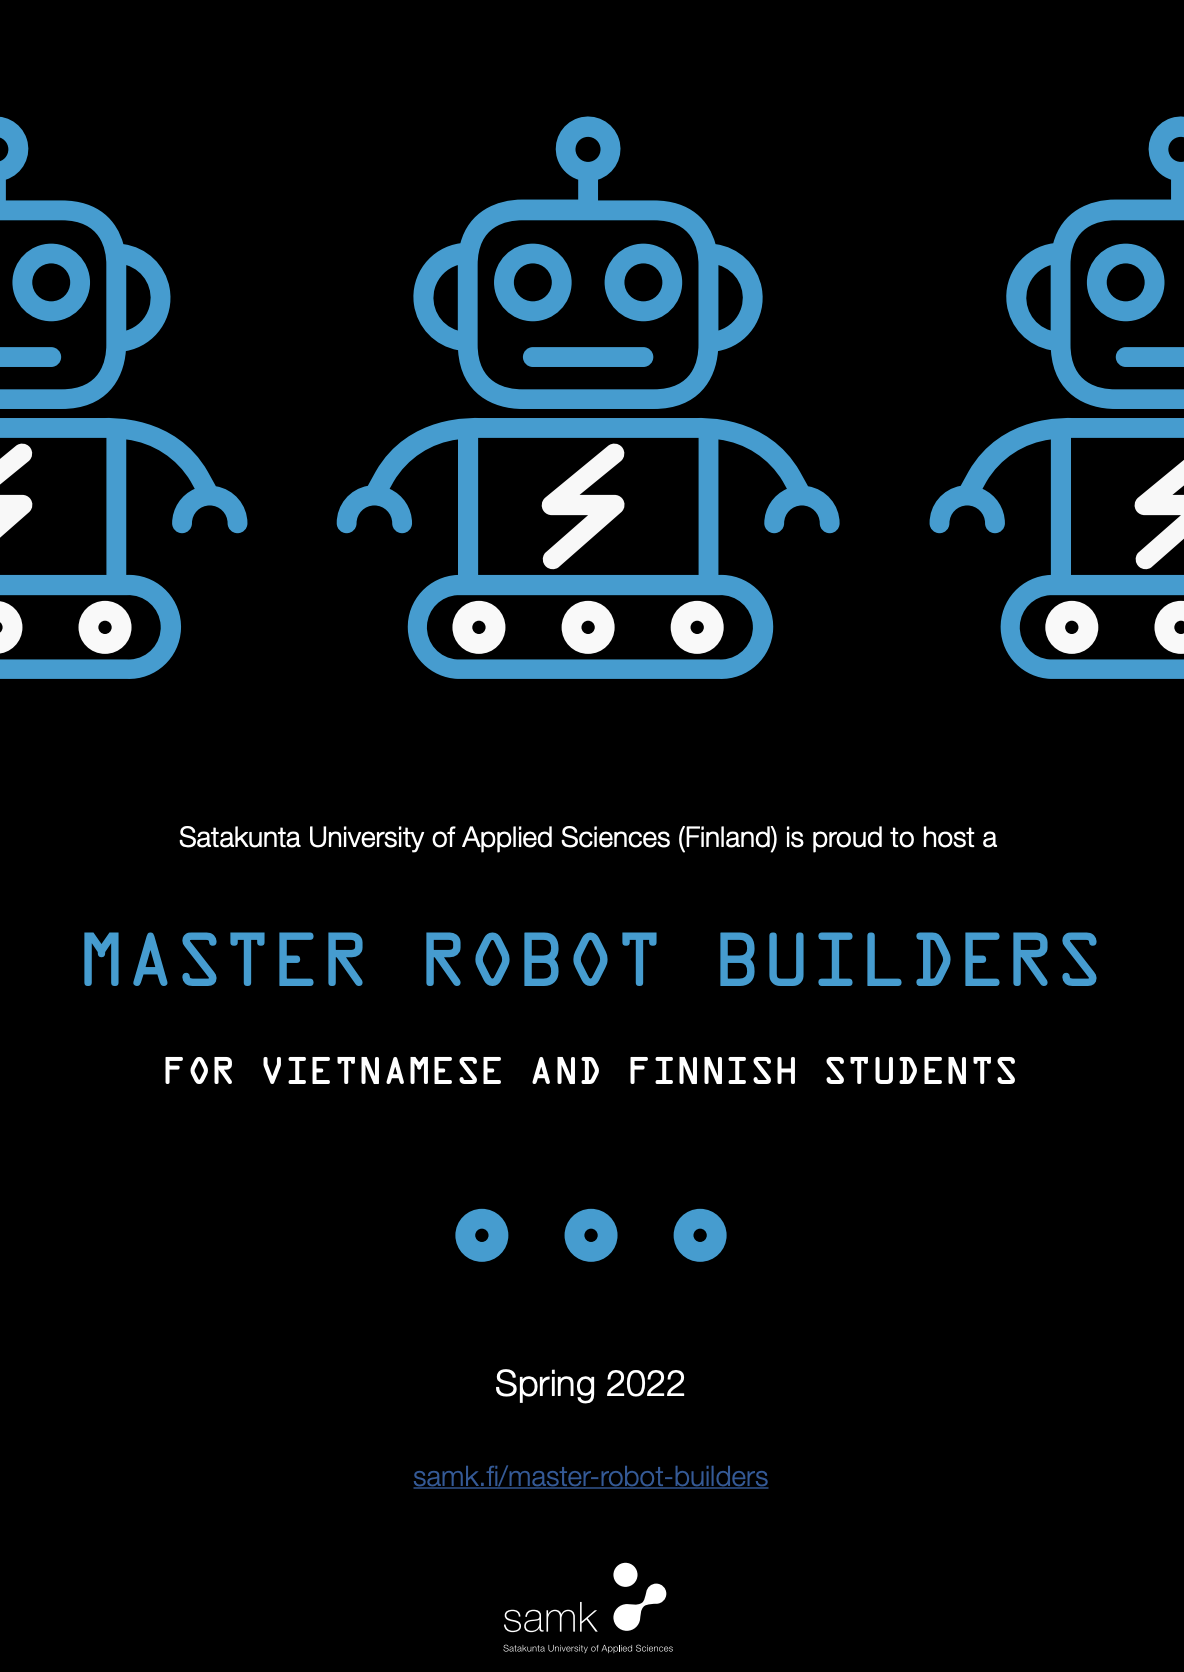 Satakunta University of Applied Sciences (Finland) is proud to host a
MASTER ROBOT BUILDERS
FOR VIETNAMESE AND FINNISH STUDENTS
Spring 2022
samk.fi/master-robot-builders
samk
Satakunta University of Applied Sciences